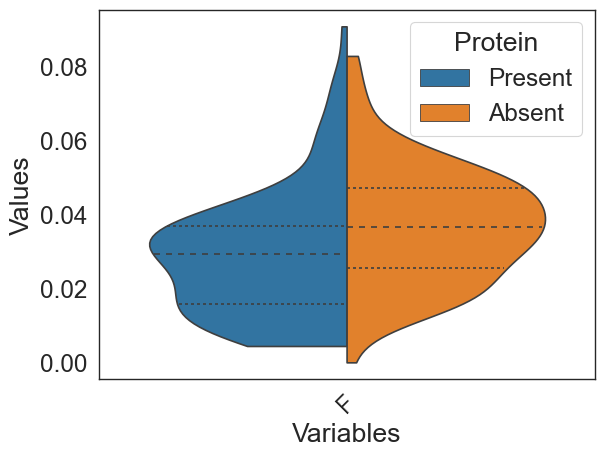 Protein
Present
Absent
0.08
0.06
0.04
0.02
0.00
Values
F
Variables